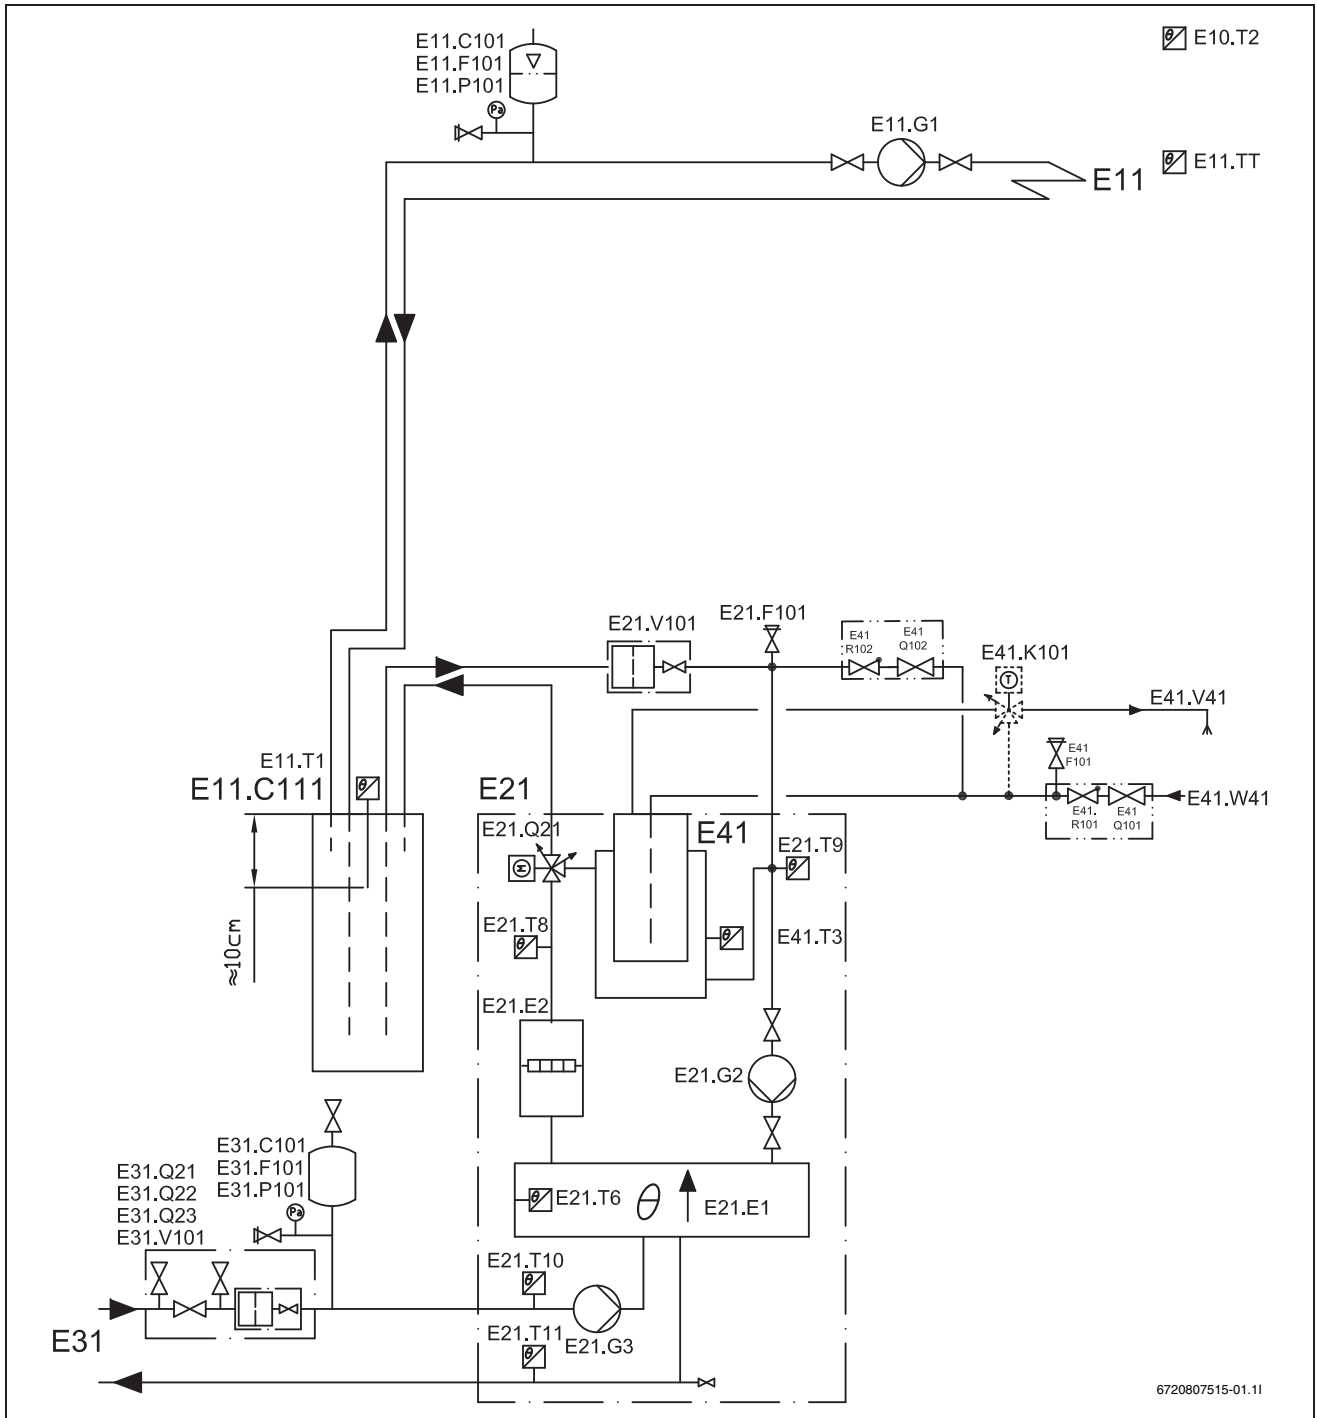 E11.C101
E11.F101
E11.P101
Pa
E11.G1
θ E10.T2
θ E11.TT
E11
E21.V101
E21.F101
E41
R102
E41
Q102
E41.K101
T
E41.V41
E41
F101
E41.W41
E41.
R101
E41
Q101
E11.T1
θ
E11.C111
E21
E21.Q21
M
E41
E21.T9
θ
E21.T8
θ
θ
E41.T3
≈10cm
E21.E2
E21.G2
E31.C101
E31.F101
E31.P101
Pa
E31.Q21
E31.Q22
E31.Q23
E31.V101
θ E21.T6
E21.E1
E21.T10
θ
E21.G3
E31
E21.T11
θ
6720807515-01.1I